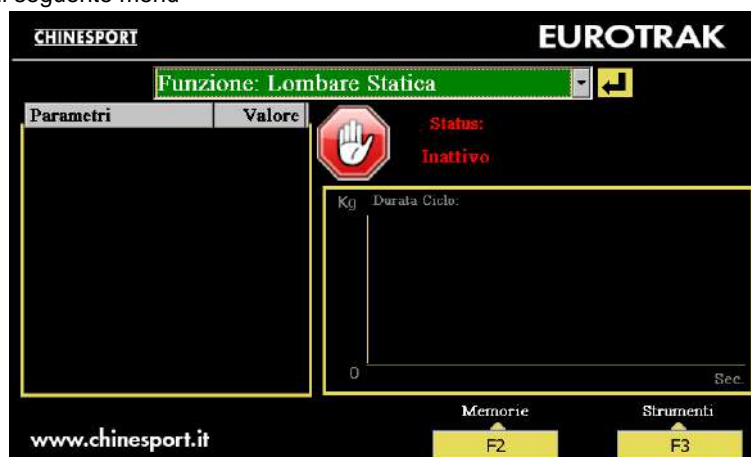 CHINESPORT
EUROTRAK
Funzione: Lombare Statica
Parametri Valore
Status:
Inattivo
Kg Durata Ciclo:
0
Sec.
Memorie Strumenti
www.chinesport.it
F2 F3